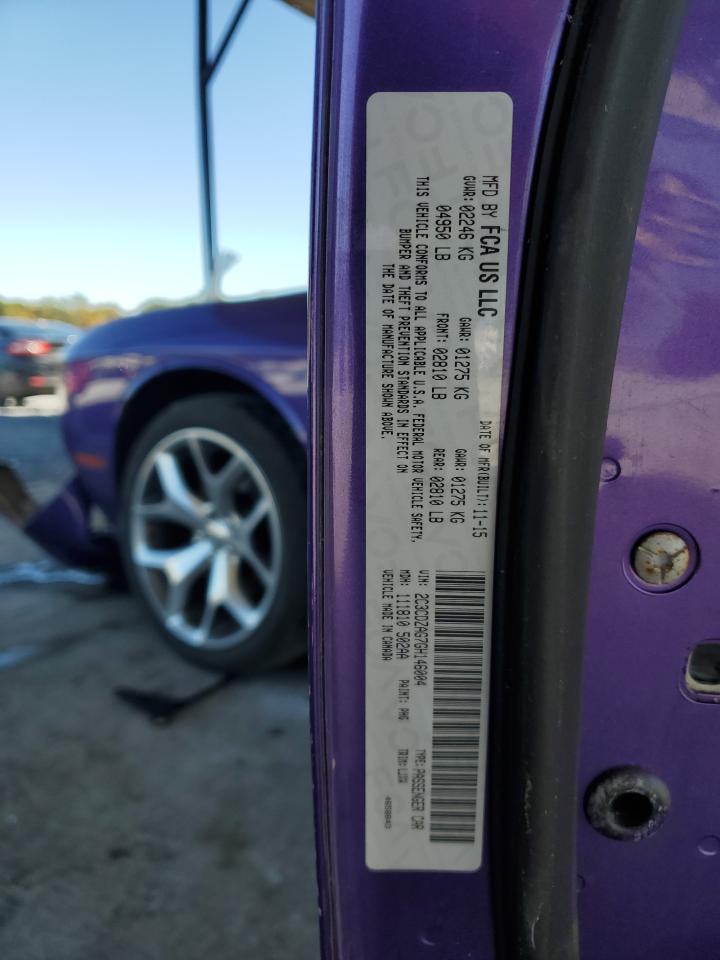 MFD BY FCA US LLC
DATE OF MFR(BUILT): 11-15
GVWR: 02246 KG
GAWR: 01275 KG
GAWR: 01275 KG
04950 LB
FRONT: 02810 LB
REAR: 02810 LB
THIS VEHICLE CONFORMS TO ALL APPLICABLE U.S.A. FEDERAL MOTOR VEHICLE SAFETY,
BUMPER AND THEFT PREVENTION STANDARDS IN EFFECT ON
THE DATE OF MANUFACTURE SHOWN ABOVE.
VIN: 2C3CDZAG7GH146004
TYPE: PASSENGER CAR
MDH: 111810 502AA
PAINT: PHG
TRIM:
VEHICLE MADE IN CANADA